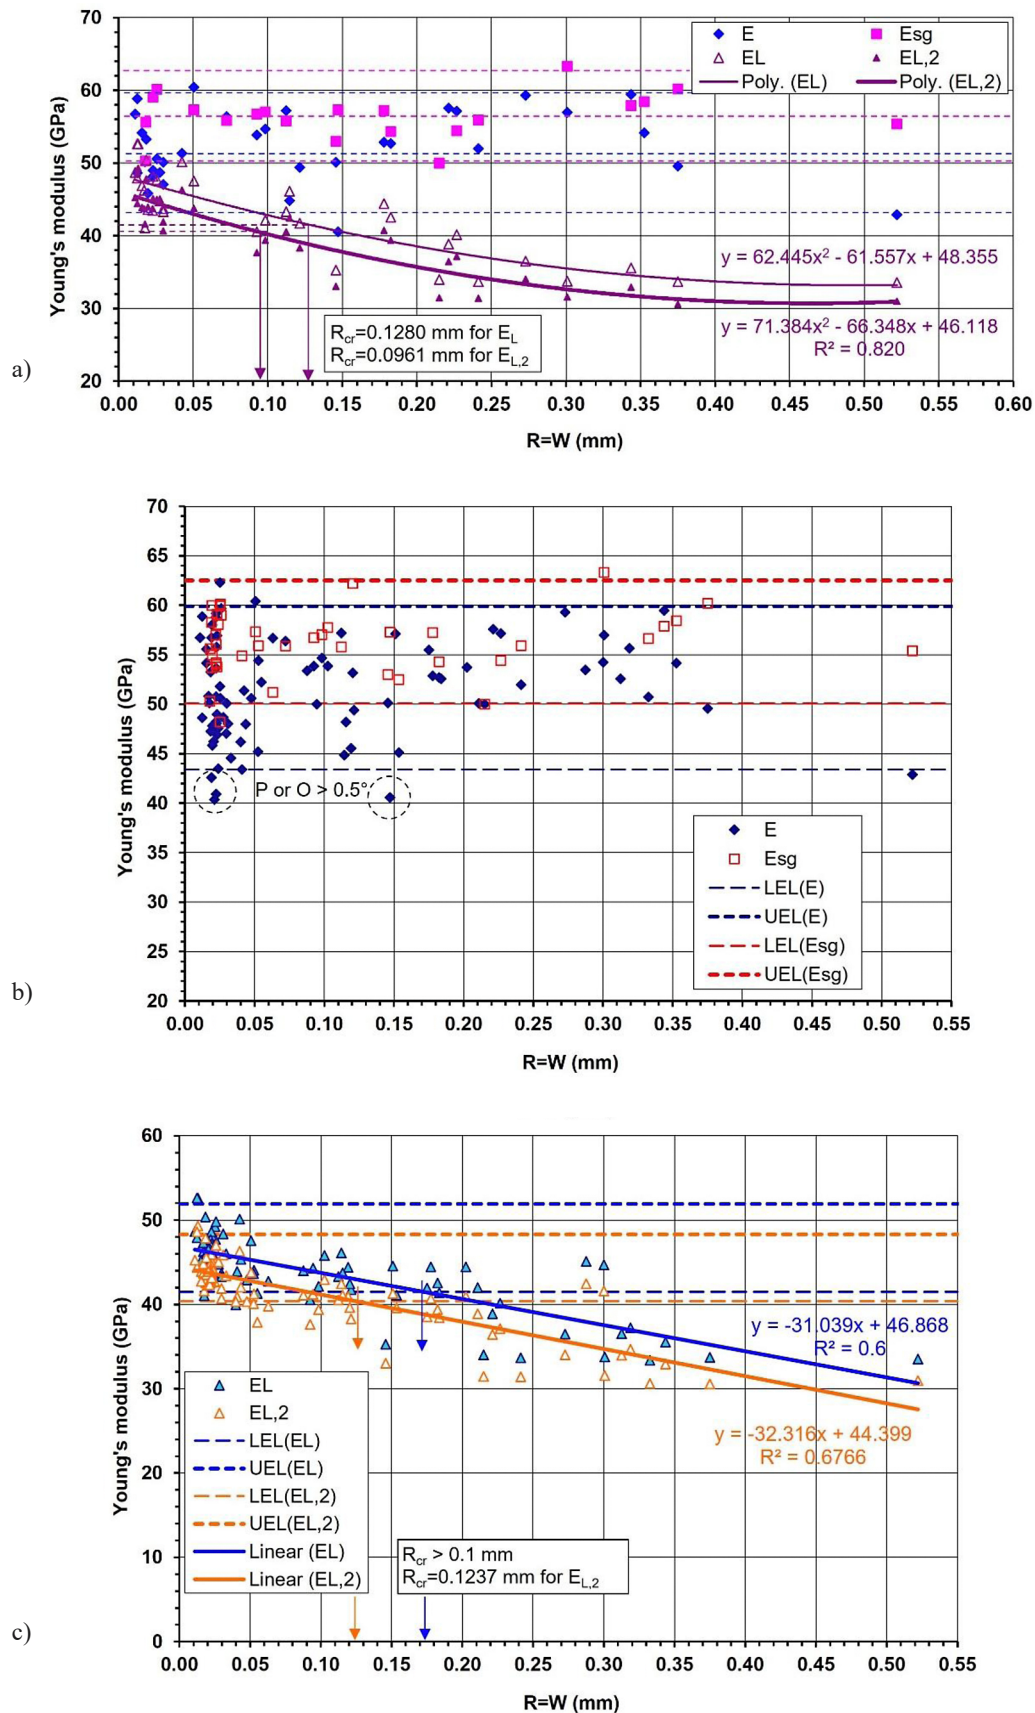 70
60
50
40
30
20
Young's modulus (GPa)
E
Esg
EL
EL,2
Poly. (EL)
Poly. (EL,2)
y = 62.445x² - 61.557x + 48.355
y = 71.384x² - 66.348x + 46.118
R² = 0.820
Rcr=0.1280 mm for EL
Rcr=0.0961 mm for EL,2
a)
0.00 0.05 0.10 0.15 0.20 0.25 0.30 0.35 0.40 0.45 0.50 0.55 0.60
R=W (mm)
70
65
60
55
50
45
40
35
30
25
20
Young's modulus (GPa)
P or O > 0.5°
E
Esg
LEL(E)
UEL(E)
LEL(Esg)
UEL(Esg)
b)
0.00 0.05 0.10 0.15 0.20 0.25 0.30 0.35 0.40 0.45 0.50 0.55
R=W (mm)
60
50
40
30
20
10
0
Young's modulus (GPa)
y = -31.039x + 46.868
R² = 0.6
y = -32.316x + 44.399
R² = 0.6766
EL
EL,2
LEL(EL)
UEL(EL)
LEL(EL,2)
UEL(EL,2)
Linear (EL)
Linear (EL,2)
Rcr > 0.1 mm
Rcr=0.1237 mm for EL,2
c)
0.00 0.05 0.10 0.15 0.20 0.25 0.30 0.35 0.40 0.45 0.50 0.55
R=W (mm)